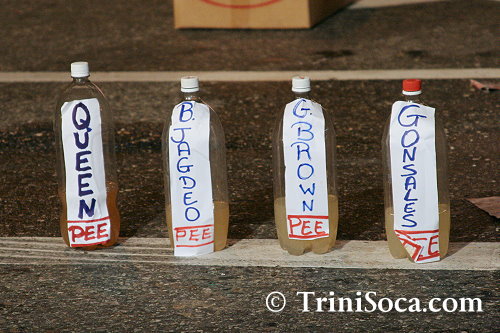 QUEEN
PEE
B. JAGDEO
PEE
G. BROWN
PEE
GONSALES
© TriniSoca.com